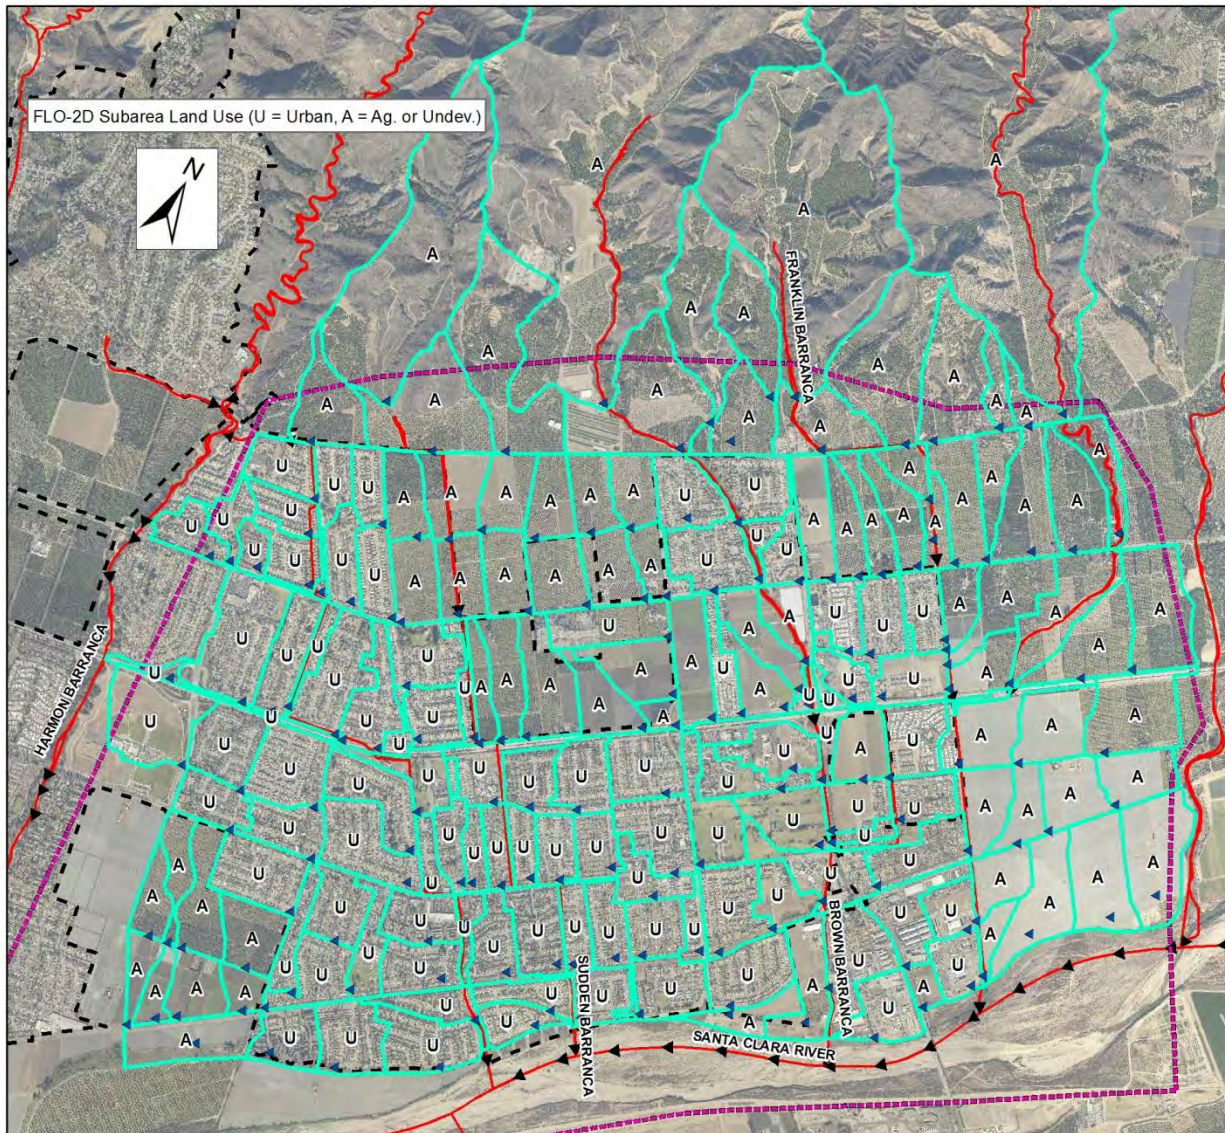 FLO-2D Subarea Land Use (U = Urban, A = Ag. or Undev.)
N
A
A
A
A
FRANKLIN BARRANCA
A
A
A
A
A
A
A A A A A A A
A
A
U U U A A A A A A U U A A A A
U U U U U A A A A A A A A A
U U U U A A A A A A U U U
U U U U U A A A U U U A A A A
U U U U A A A A A A U U U U A A A
HARMON BARRANCA
U U U U U U U U A U A A A
U U U U U U U U U U U U A A A
U U U U U U U U U U U U U
A U U U A A A A
A A U U U U U U U U U U U U
A U U U U U U U U A
A A A A U U U U A U
SUDDEN BARRANCA
BROWN BARRANCA
A U U U U A U
SANTA CLARA RIVER